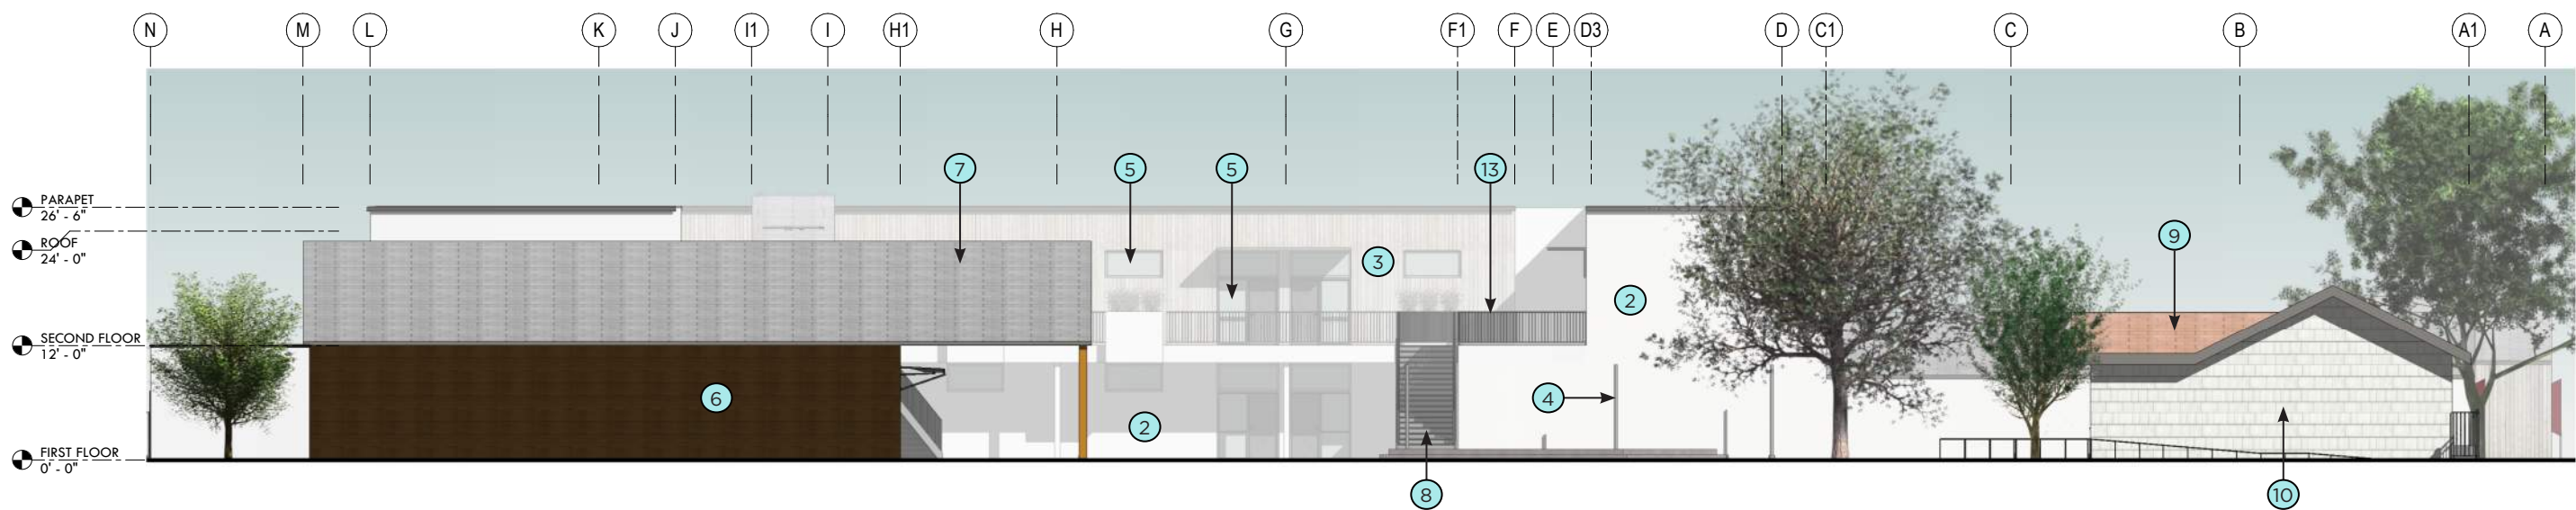 N M L K J I1 I H1 H G F1 F E D3 D C1 C B A1 A
7 5 5 13
PARAPET
26' - 6"
9
ROOF
24' - 0"
3
2
SECOND FLOOR
12' - 0"
6 4
10
2
FIRST FLOOR
0' - 0"
8